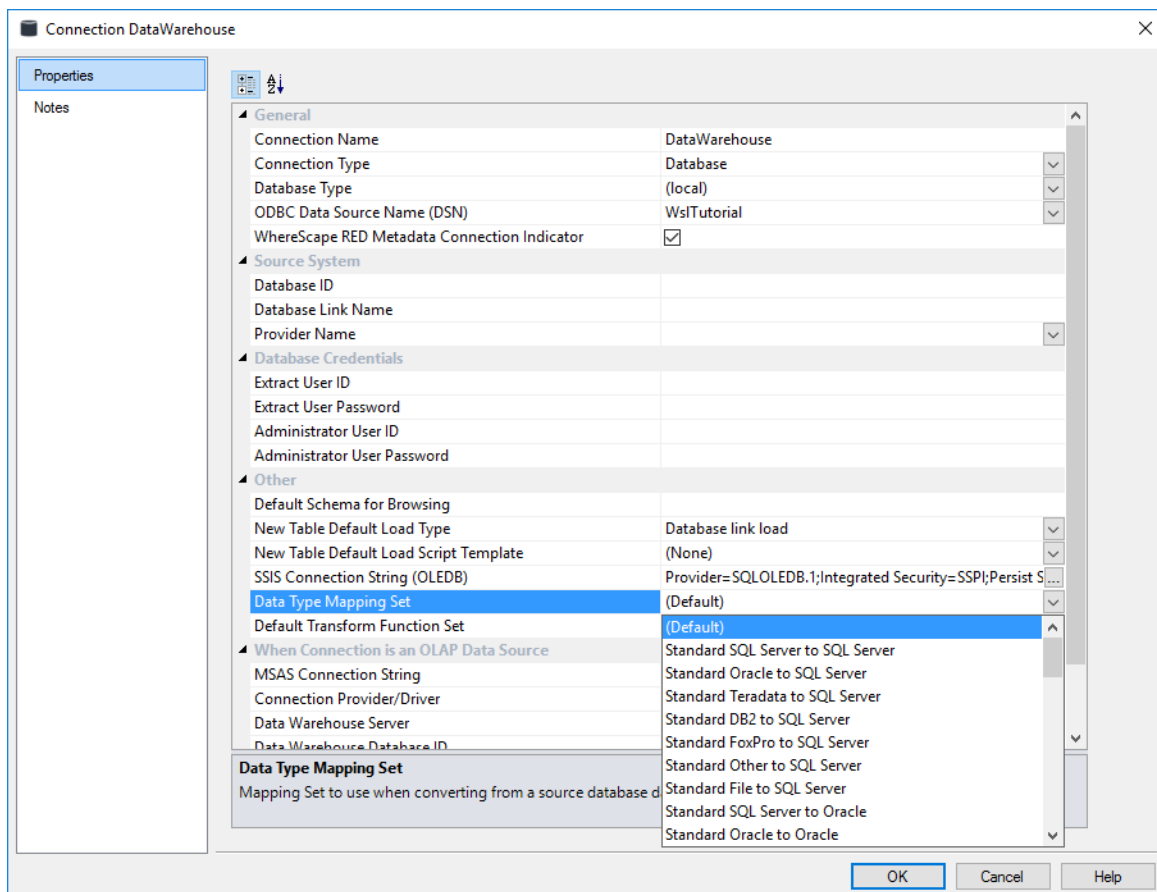 Connection DataWarehouse
Properties
Notes
General
Connection Name DataWarehouse
Connection Type Database
Database Type (local)
ODBC Data Source Name (DSN) WslTutorial
WhereScape RED Metadata Connection Indicator
Source System
Database ID
Database Link Name
Provider Name
Database Credentials
Extract User ID
Extract User Password
Administrator User ID
Administrator User Password
Other
Default Schema for Browsing
New Table Default Load Type Database link load
New Table Default Load Script Template (None)
SSIS Connection String (OLEDB) Provider=SQLOLEDB.1;Integrated Security=SSPI;Persist S...
Data Type Mapping Set (Default)
Default Transform Function Set (Default)
When Connection is an OLAP Data Source Standard SQL Server to SQL Server
MSAS Connection String Standard Oracle to SQL Server
Connection Provider/Driver Standard Teradata to SQL Server
Data Warehouse Server Standard DB2 to SQL Server
Data Warehouse Database ID Standard FoxPro to SQL Server
Data Type Mapping Set Standard Other to SQL Server
Mapping Set to use when converting from a source database d Standard File to SQL Server
Standard SQL Server to Oracle
Standard Oracle to Oracle
OK Cancel Help